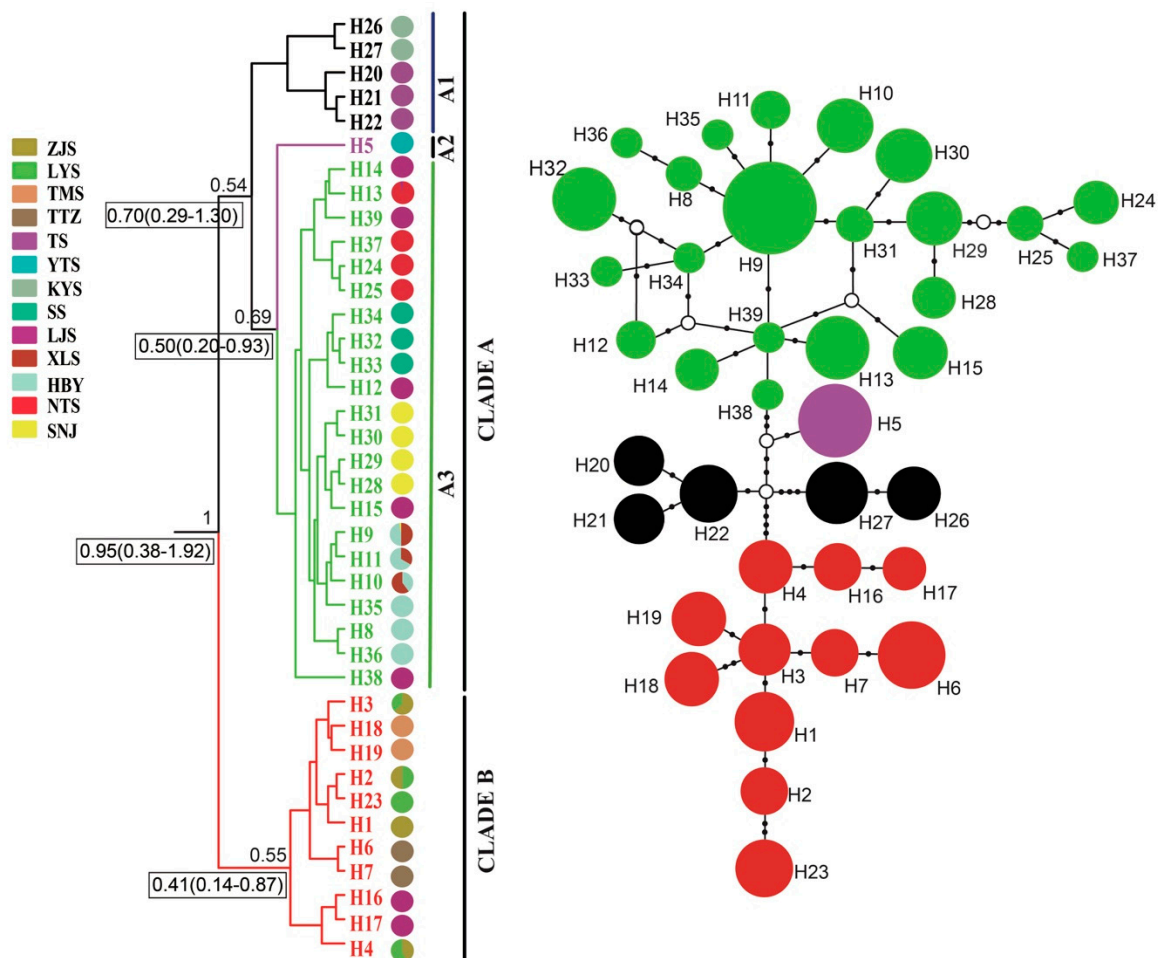 ZJS
LYS
TMS
TTZ
TS
YTS
KYS
SS
LJS
XLS
HBY
NTS
SNJ
0.54
0.70(0.29-1.30)
0.69
0.50(0.20-0.93)
1
0.95(0.38-1.92)
0.55
0.41(0.14-0.87)
H26
H27
H20
H21
H22
H5
H14
H13
H39
H37
H24
H25
H34
H32
H33
H12
H31
H30
H29
H28
H15
H9
H11
H10
H35
H8
H36
H38
H3
H18
H19
H2
H23
H1
H6
H7
H16
H17
H4
A1
A2
A3
CLADE A
CLADE B
H11
H10
H35
H36
H30
H32
H8
H24
H9
H31
H29
H25
H37
H33
H34
H28
H39
H12
H14
H13
H15
H38
H5
H20
H21
H22
H27
H26
H4
H16
H17
H19
H18
H3
H7
H6
H1
H2
H23